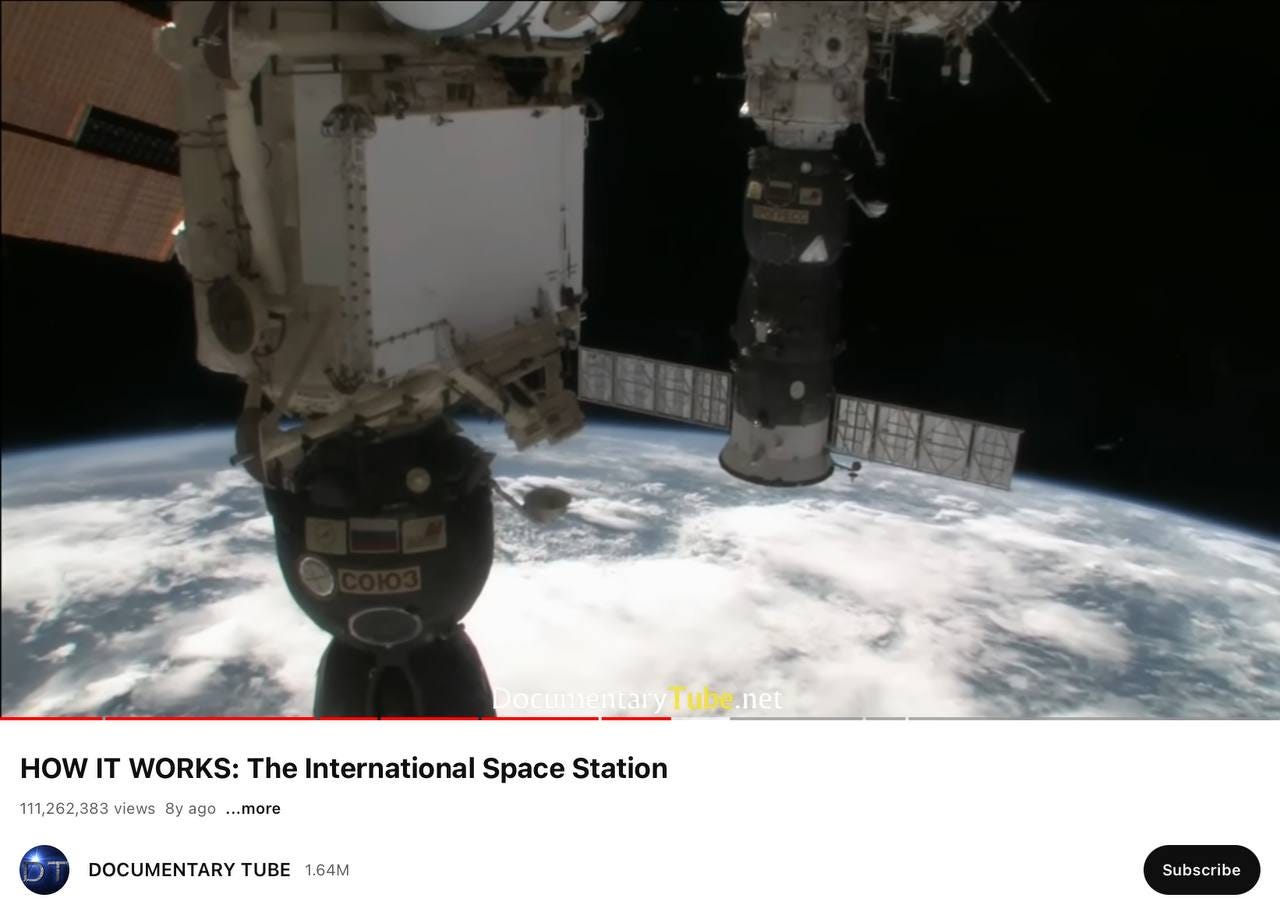 СОЮЗ
DocumentaryTube.net
HOW IT WORKS: The International Space Station
111,262,383 views 8y ago ...more
DT
DOCUMENTARY TUBE 1.64M
Subscribe